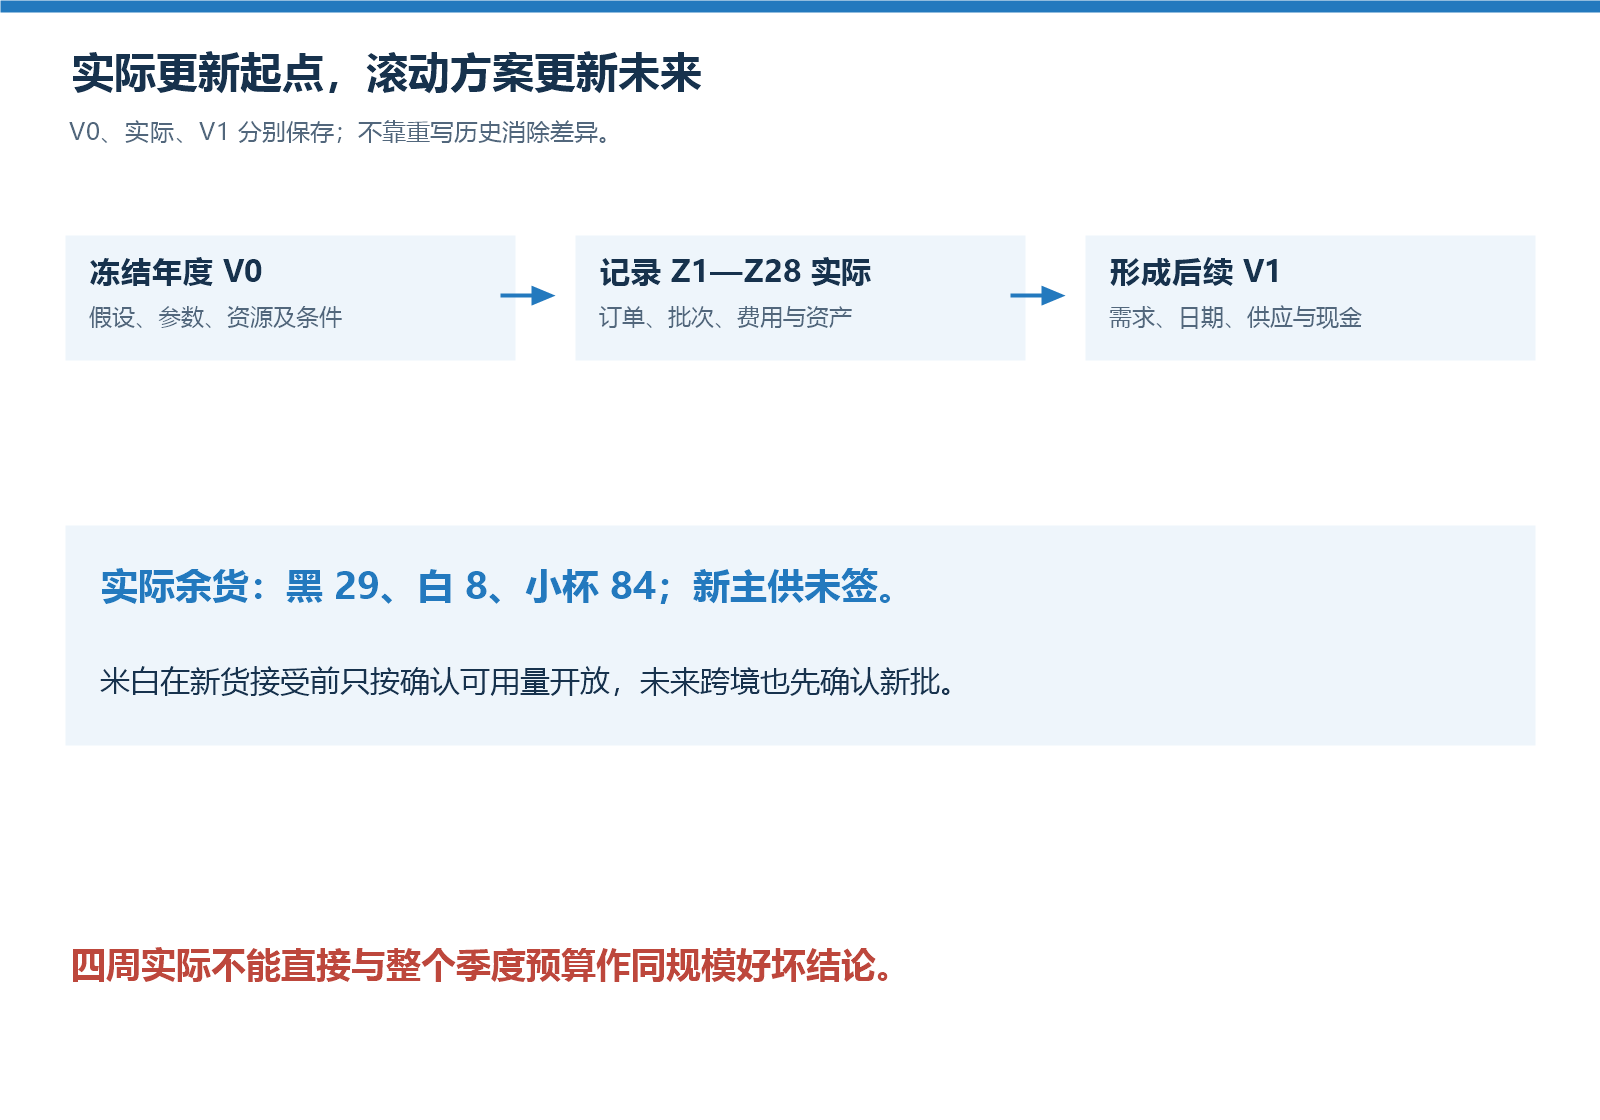 实际更新起点，滚动方案更新未来
V0、实际、V1 分别保存；不靠重写历史消除差异。
冻结年度 V0
假设、参数、资源及条件
记录 Z1—Z28 实际
订单、批次、费用与资产
形成后续 V1
需求、日期、供应与现金
实际余货：黑 29、白 8、小杯 84；新主供未签。
米白在新货接受前只按确认可用量开放，未来跨境也先确认新批。
四周实际不能直接与整个季度预算作同规模好坏结论。